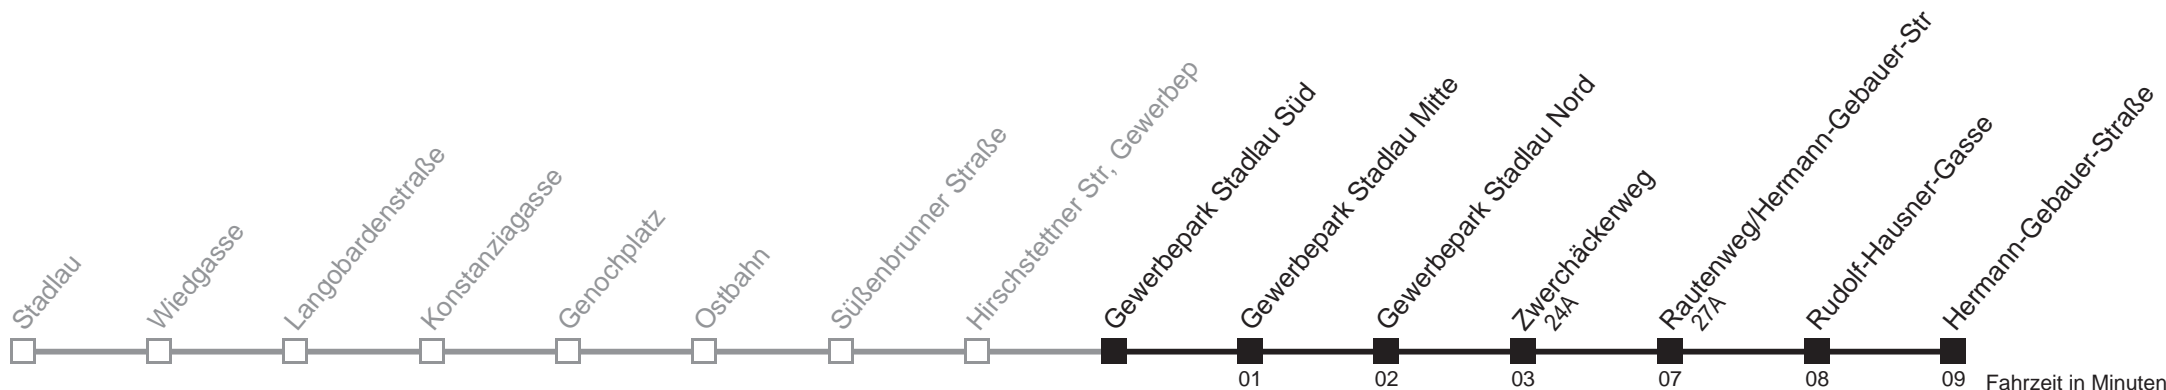 Stadlau
Wiedgasse
Langobardenstraße
Konstanziagasse
Genochplatz
Ostbahn
Süßenbrunner Straße
Hirschstettner Str, Gewerbep
Gewerbepark Stadlau Süd
Gewerbepark Stadlau Mitte
Gewerbepark Stadlau Nord
Zwerchäckerweg
24A
Rautenweg/Hermann-Gebauer-Str
27A
Rudolf-Hausner-Gasse
Hermann-Gebauer-Straße
01 02 03 07 08 09 Fahrzeit in Minuten